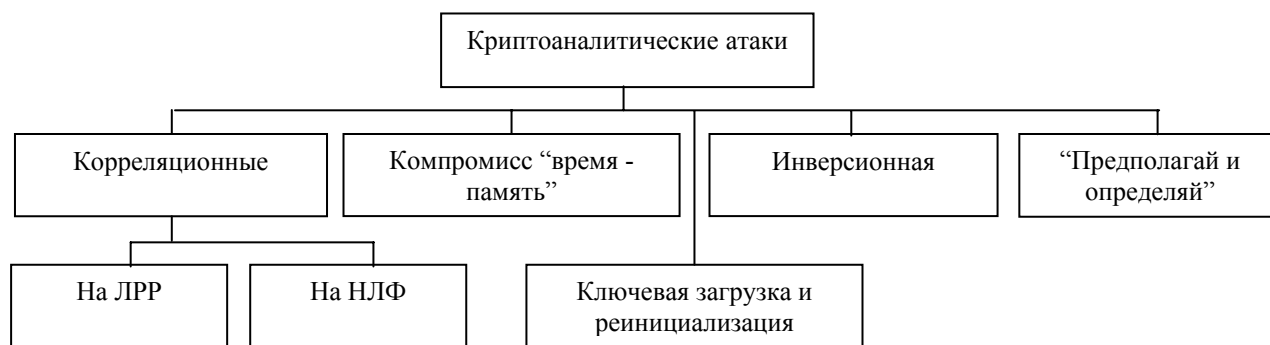 Криптоаналитические атаки
Корреляционные
Компромисс “время -
память”
Инверсионная
“Предполагай и
определяй”
На ЛРР
На НЛФ
Ключевая загрузка и
реинициализация